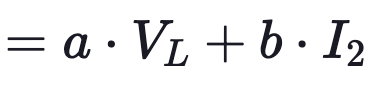 = a · V_L + b · I_2